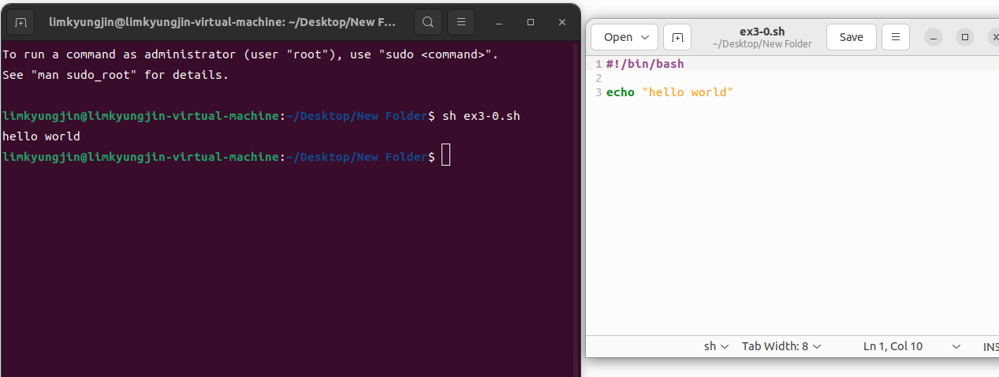 limkyungjin@limkyungjin-virtual-machine: ~/Desktop/New F...
To run a command as administrator (user "root"), use "sudo <command>".
See "man sudo_root" for details.
limkyungjin@limkyungjin-virtual-machine:~/Desktop/New Folder$ sh ex3-0.sh
hello world
limkyungjin@limkyungjin-virtual-machine:~/Desktop/New Folder$
Open
ex3-0.sh
~/Desktop/New Folder
Save
1 #!/bin/bash
2
3 echo "hello world"
sh Tab Width: 8 Ln 1, Col 10 INS